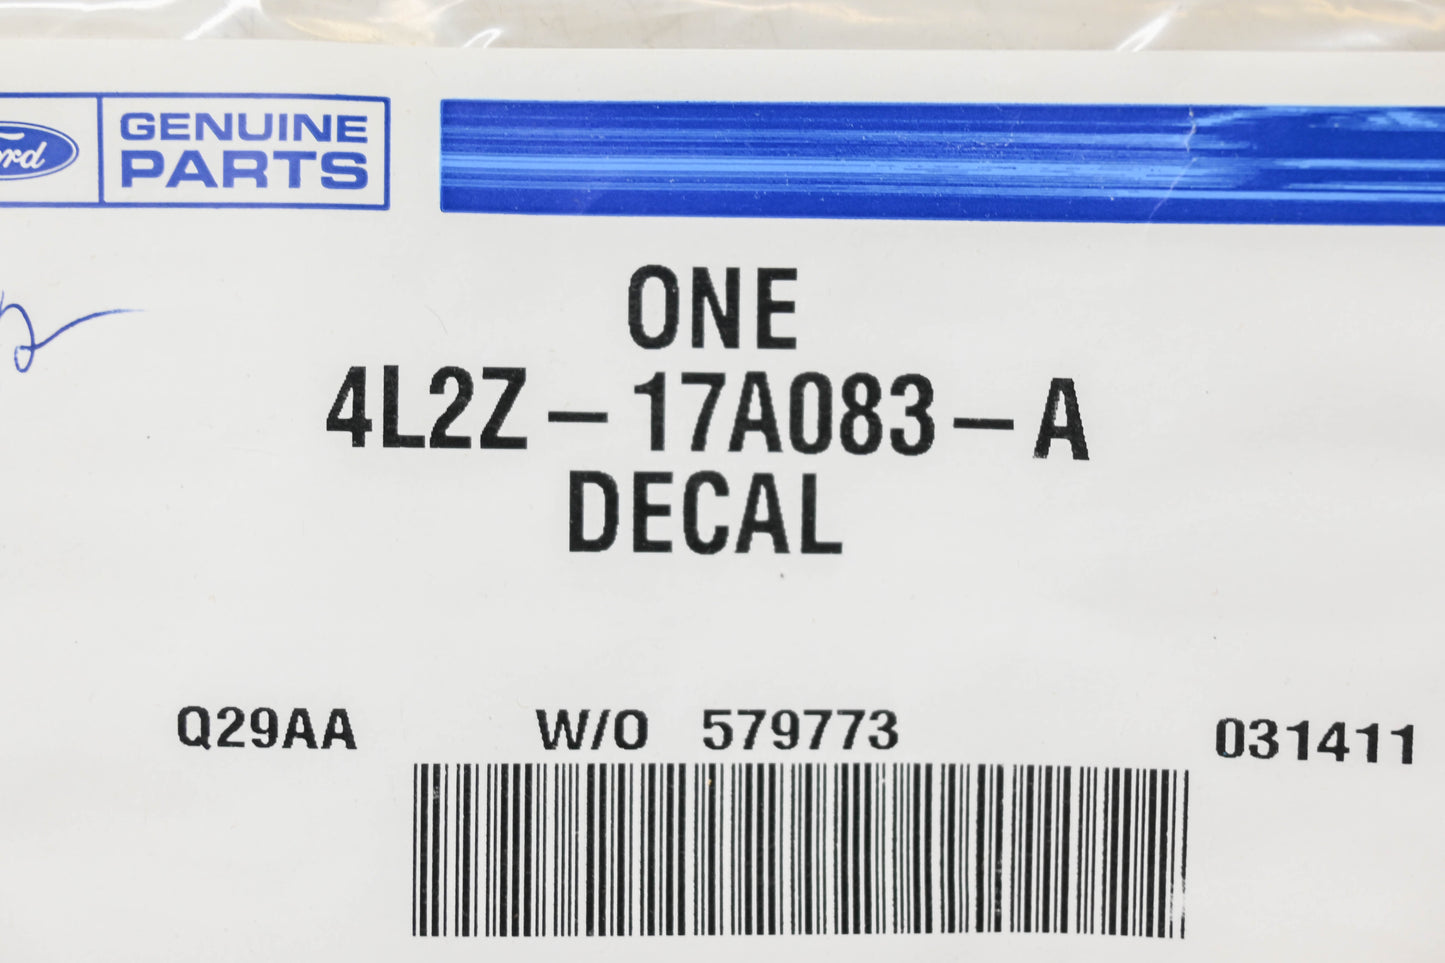 GENUINE
PARTS
ONE
4L2Z-17A083-A
DECAL
Q29AA W/O 579773 031411